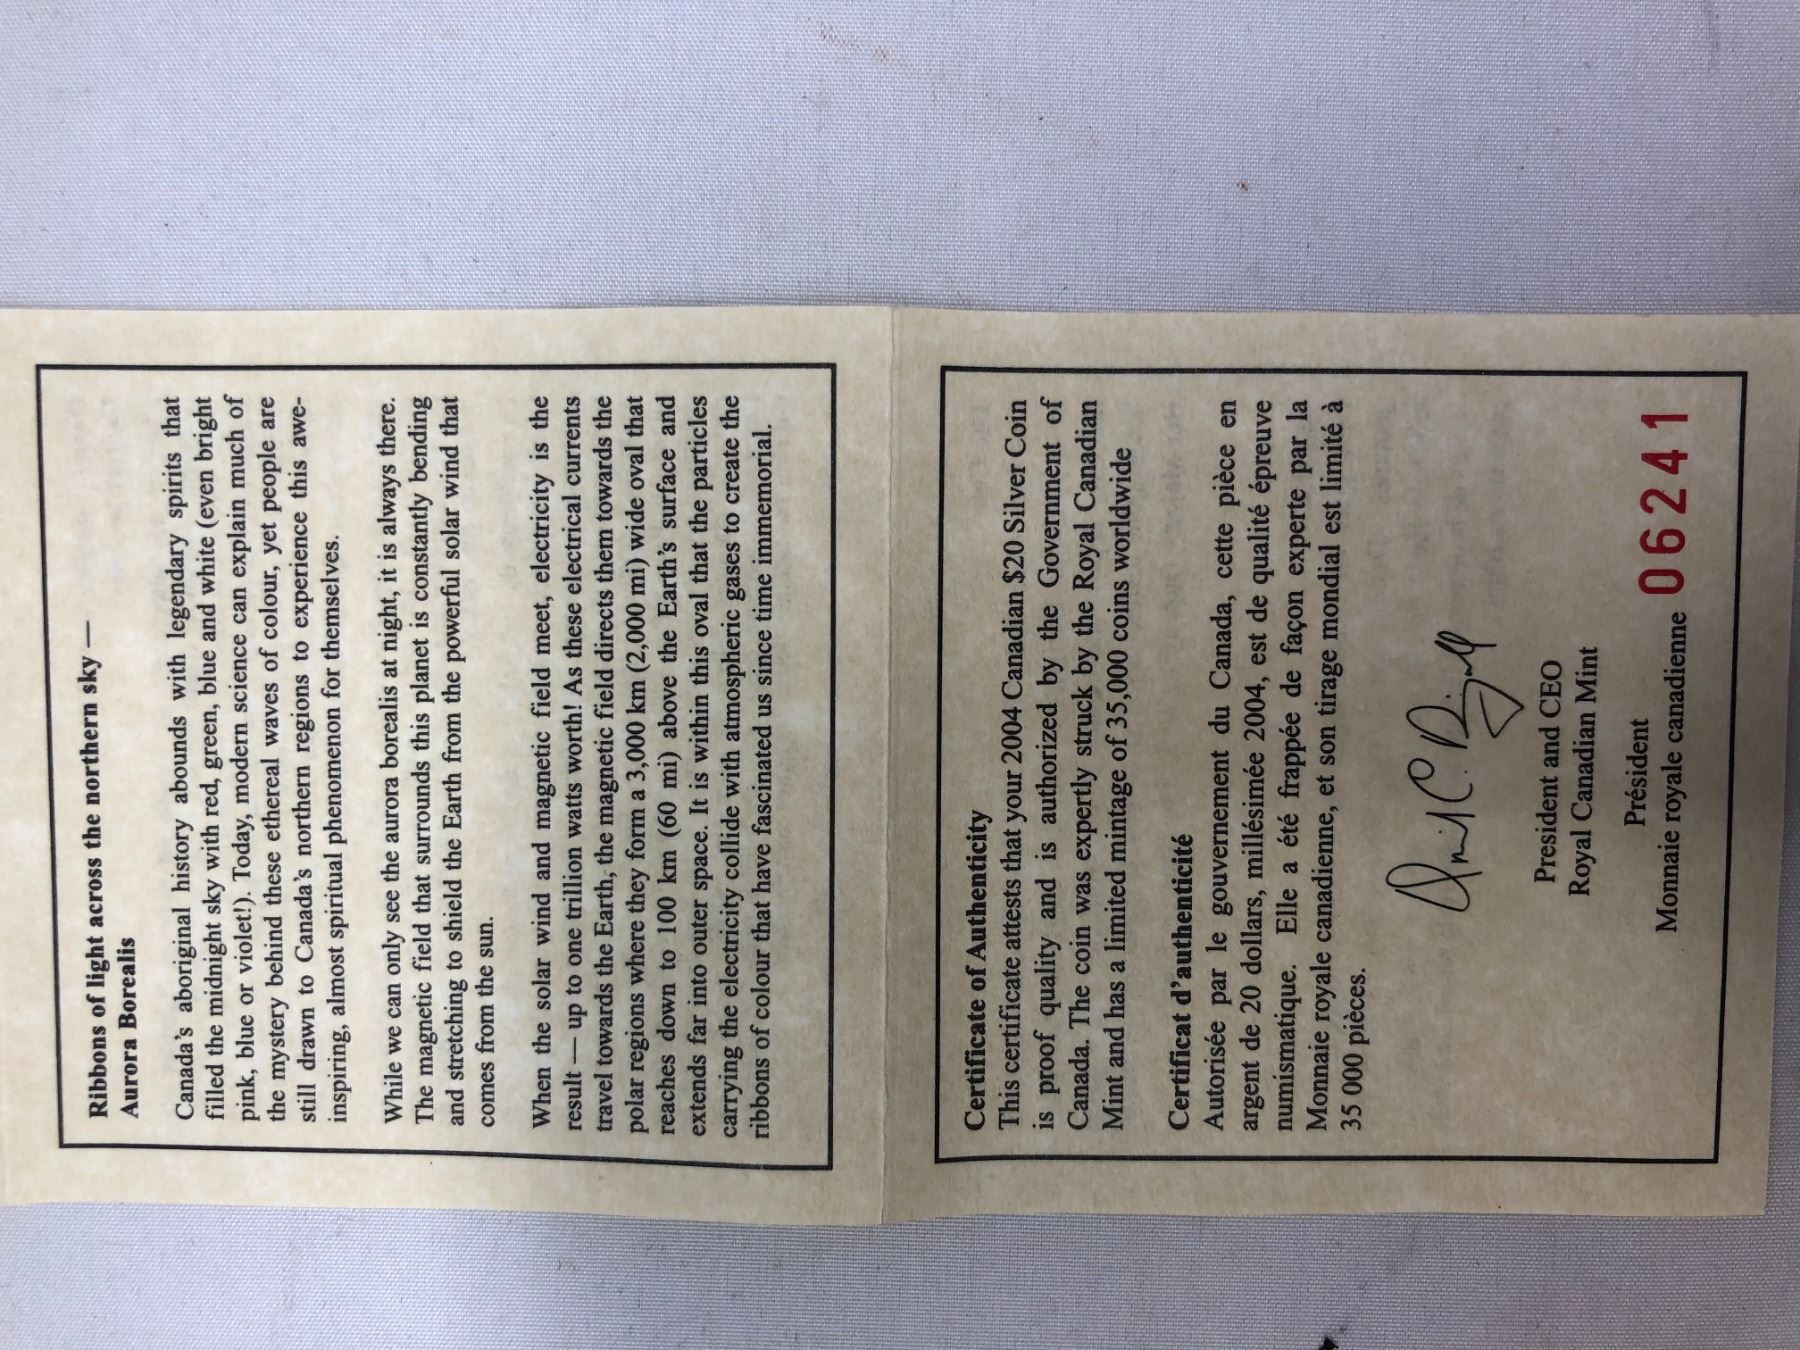 Ribbons of light across the northern sky —
Aurora Borealis
Canada's aboriginal history abounds with legendary spirits that
filled the midnight sky with red, green, blue and white (even bright
pink, blue or violet!). Today, modern science can explain much of
the mystery behind these ethereal waves of colour, yet people are
still drawn to Canada's northern regions to experience this awe-
inspiring, almost spiritual phenomenon for themselves.
While we can only see the aurora borealis at night, it is always there.
The magnetic field that surrounds this planet is constantly bending
and stretching to shield the Earth from the powerful solar wind that
comes from the sun.
When the solar wind and magnetic field meet, electricity is the
result — up to one trillion watts worth! As these electrical currents
travel towards the Earth, the magnetic field directs them towards the
polar regions where they form a 3,000 km (2,000 mi) wide oval that
reaches down to 100 km (60 mi) above the Earth's surface and
extends far into outer space. It is within this oval that the particles
carrying the electricity collide with atmospheric gases to create the
ribbons of colour that have fascinated us since time immemorial.
Certificate of Authenticity
This certificate attests that your 2004 Canadian $20 Silver Coin
is proof quality and is authorized by the Government of
Canada. The coin was expertly struck by the Royal Canadian
Mint and has a limited mintage of 35,000 coins worldwide
Certificat d'authenticité
Autorisée par le gouvernement du Canada, cette pièce en
argent de 20 dollars, millésimée 2004, est de qualité épreuve
numismatique. Elle a été frappée de façon experte par la
Monnaie royale canadienne, et son tirage mondial est limité à
35 000 pièces.
President and CEO
Royal Canadian Mint
Président
Monnaie royale canadienne 06241